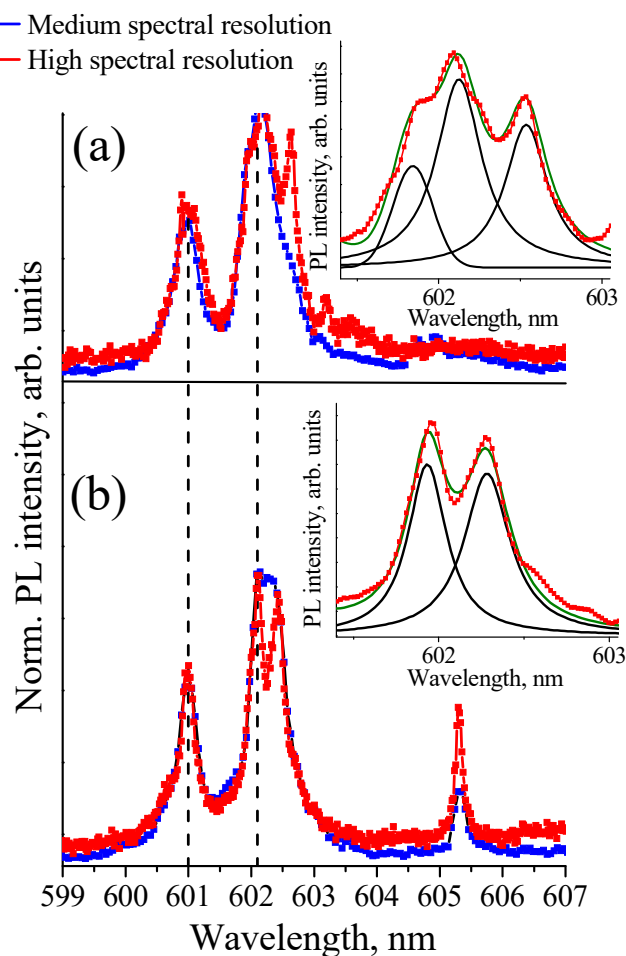 Medium spectral resolution
High spectral resolution
(a)
PL intensity, arb. units
602
603
Wavelength, nm
(b)
PL intensity, arb. units
602
603
Wavelength, nm
Norm. PL intensity, arb. units
599 600 601 602 603 604 605 606 607
Wavelength, nm